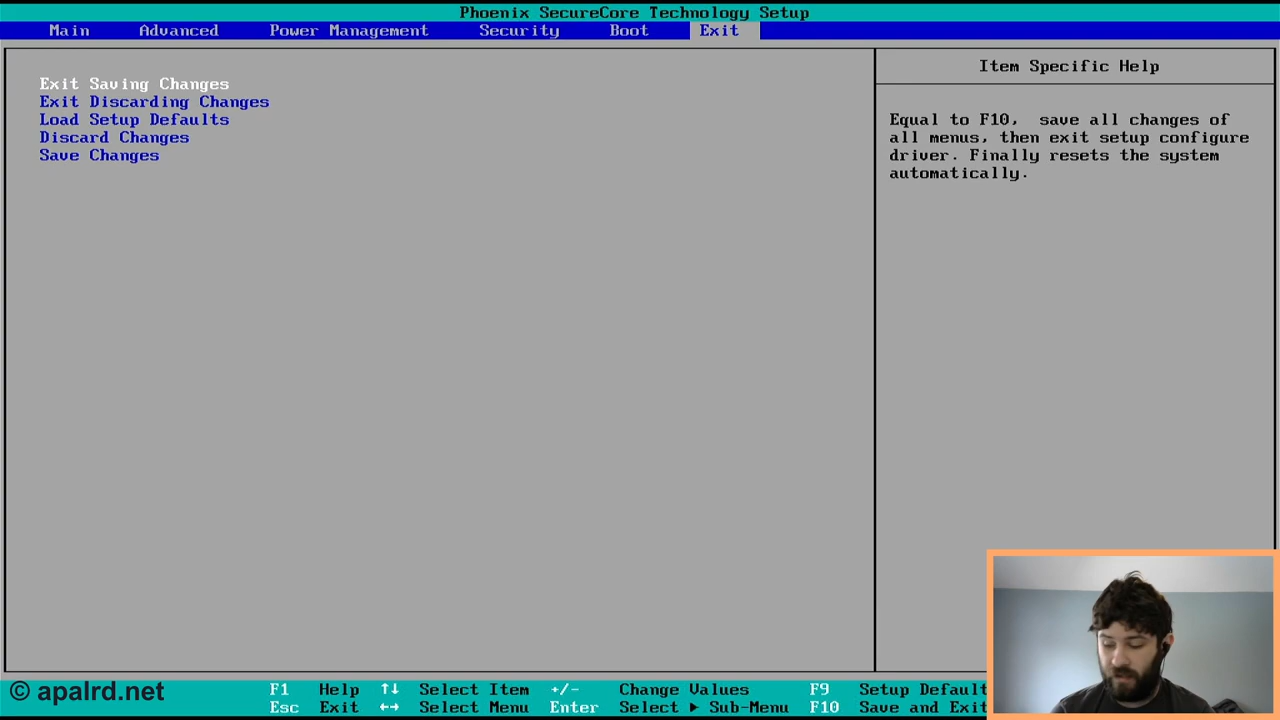 Phoenix SecureCore Technology Setup
Main Advanced Power Management Security Boot Exit
Exit Saving Changes
Exit Discarding Changes
Load Setup Defaults
Discard Changes
Save Changes
Item Specific Help
Equal to F10, save all changes of
all menus, then exit setup configure
driver. Finally resets the system
automatically.
© apalrd.net
F1 Help ↑↓ Select Item +/- Change Values F9 Setup Default
Esc Exit ←→ Select Menu Enter Select ▶ Sub-Menu F10 Save and Exit